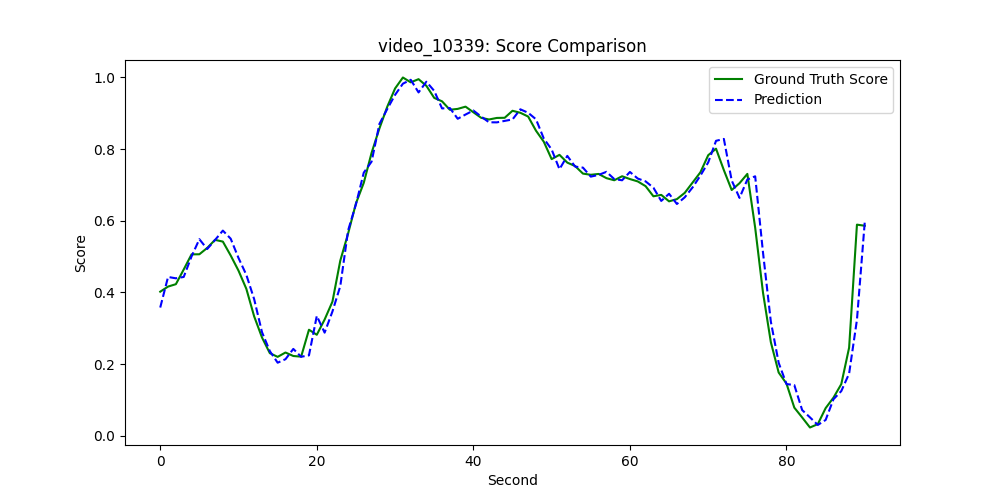 video_10339: Score Comparison
Ground Truth Score
Prediction
1.0
0.8
0.6
0.4
0.2
0.0
Score
0 20 40 60 80
Second